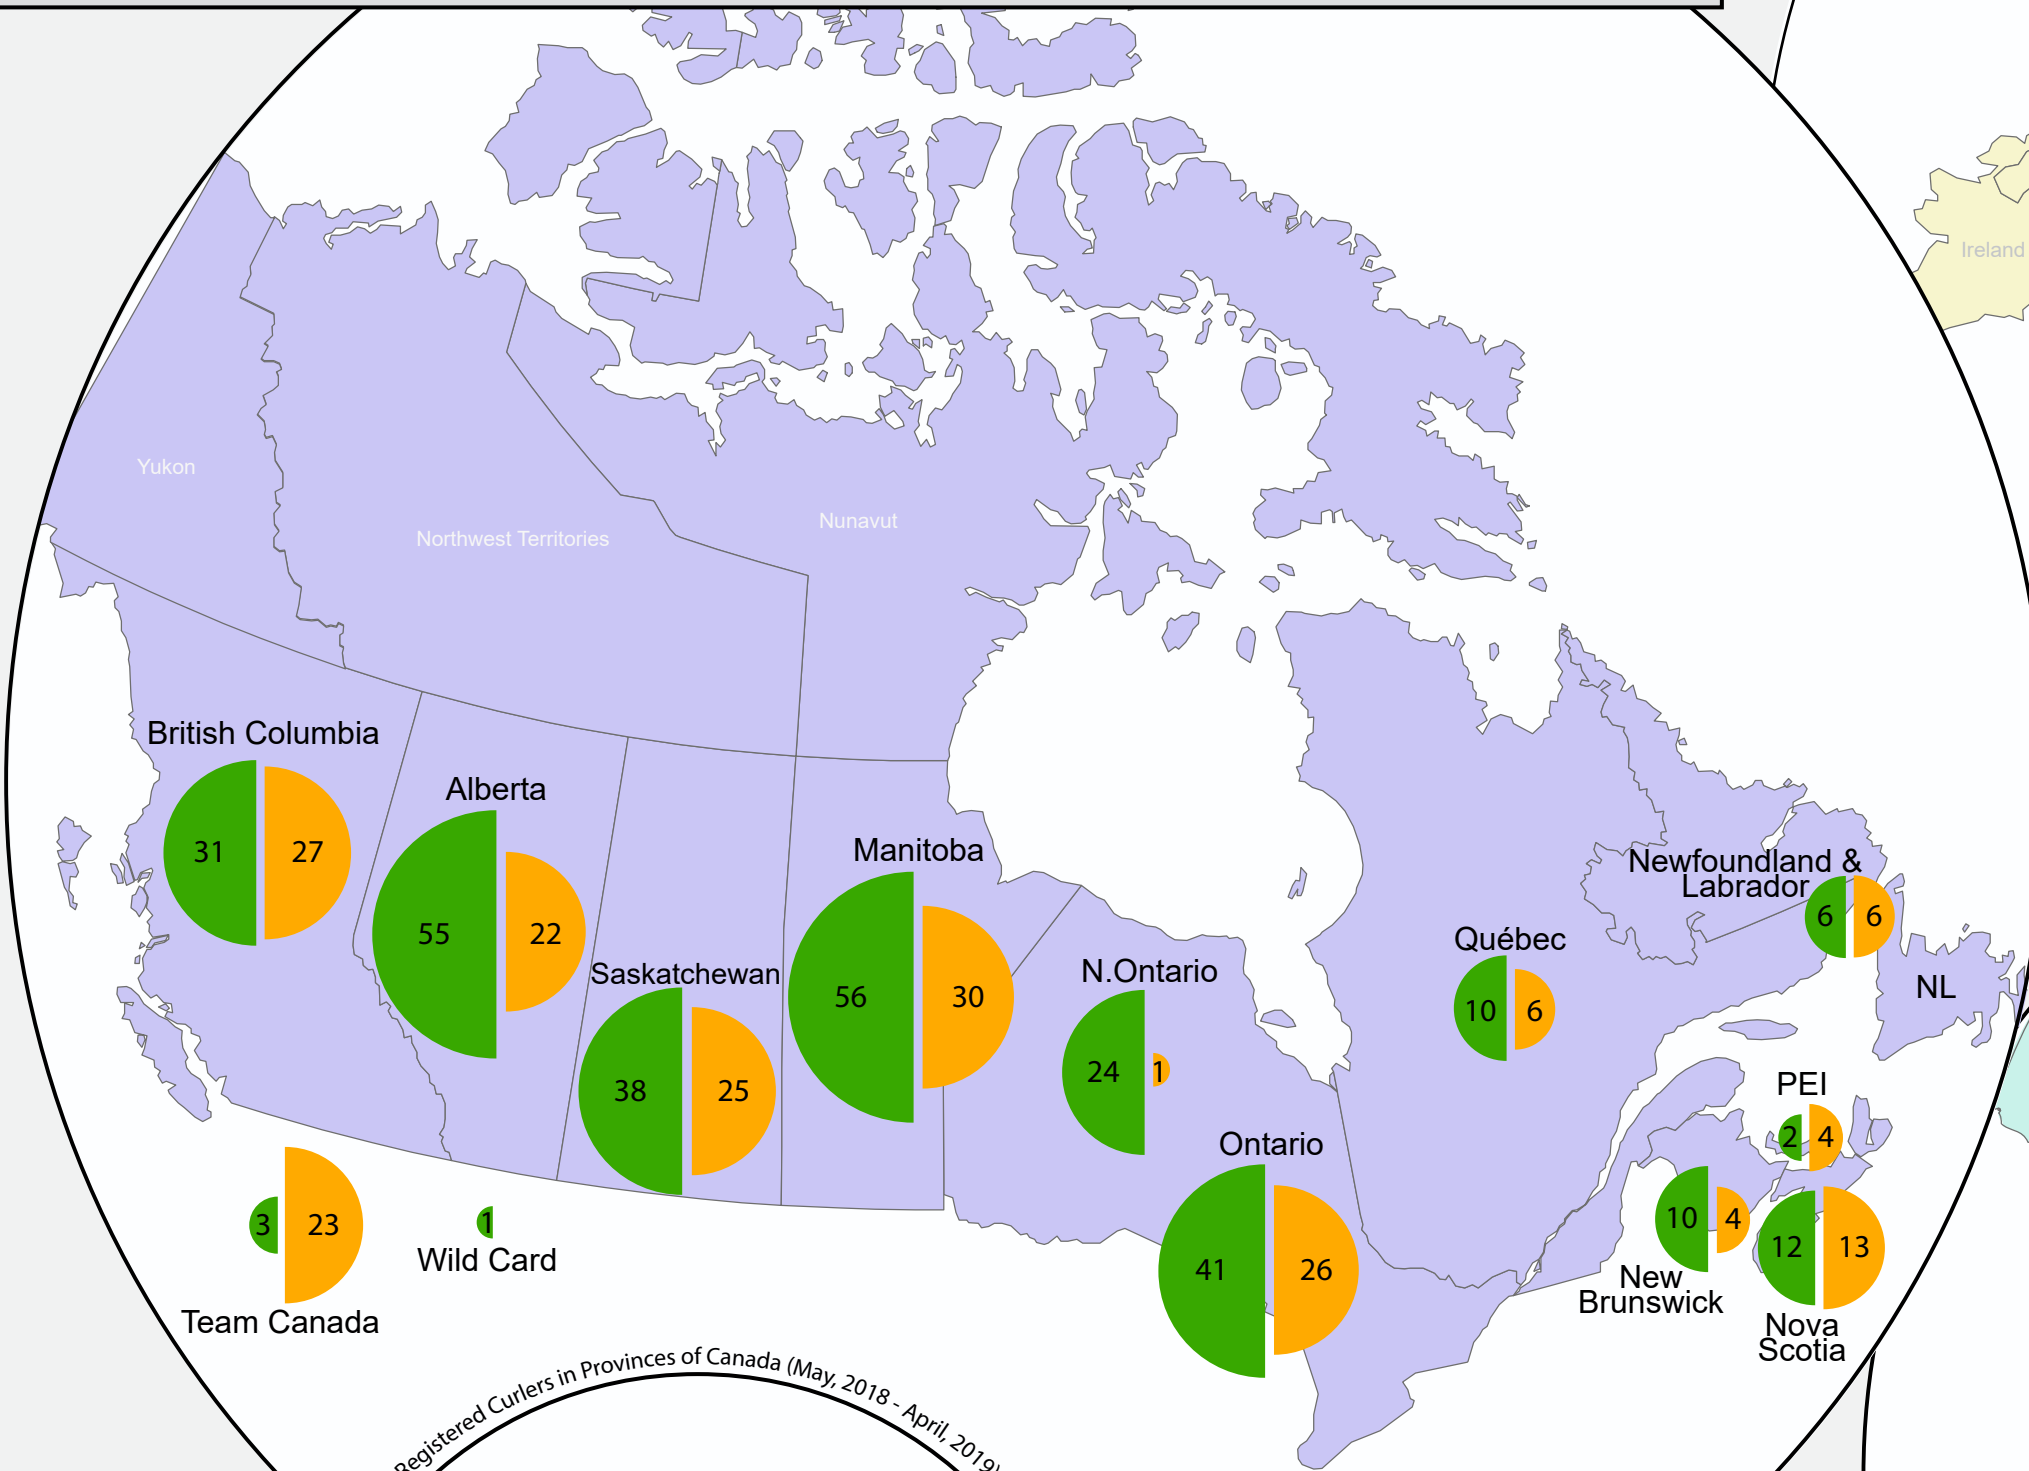 Ireland
Yukon
Northwest Territories
Nunavut
British Columbia
31 27
Alberta
55 22
Saskatchewan
38 25
Manitoba
56 30
N.Ontario
24 1
Ontario
41 26
Québec
10 6
Newfoundland &
Labrador
6 6
NL
PEI
2 4
10 4
New
Brunswick
12 13
Nova
Scotia
3 23
Team Canada
1
Wild Card
Registered Curlers in Provinces of Canada (May, 2018 - April, 2019)